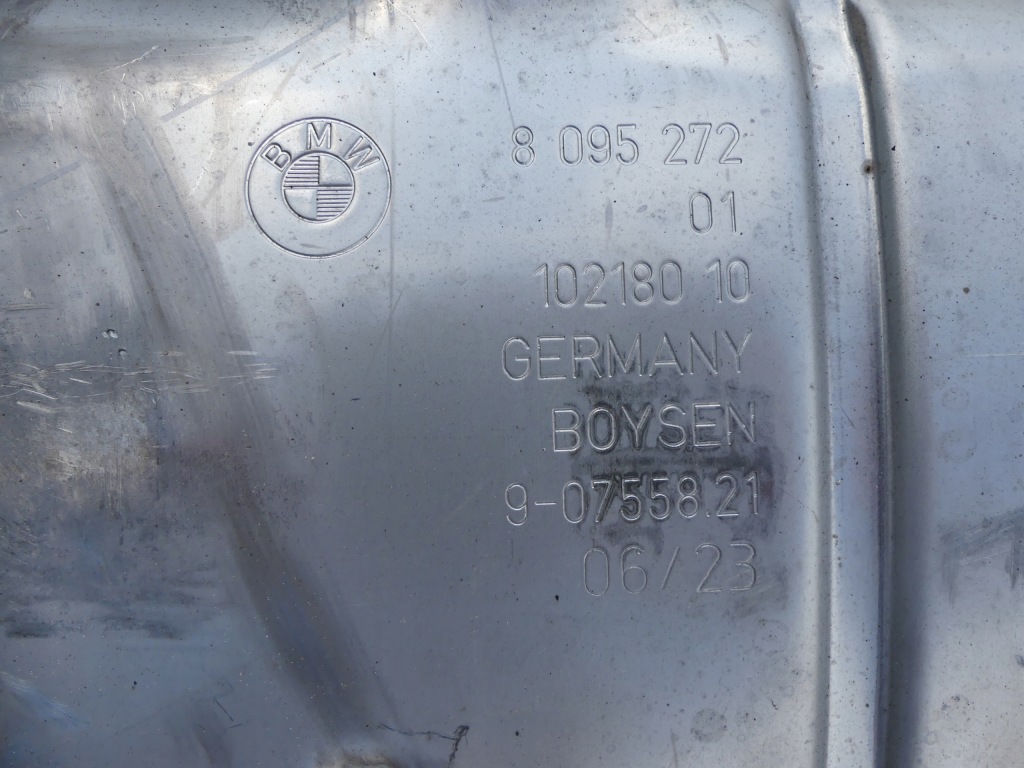 BMW
8 095 272
01
102180 10
GERMANY
BOYSEN
9-07558.21
06/23